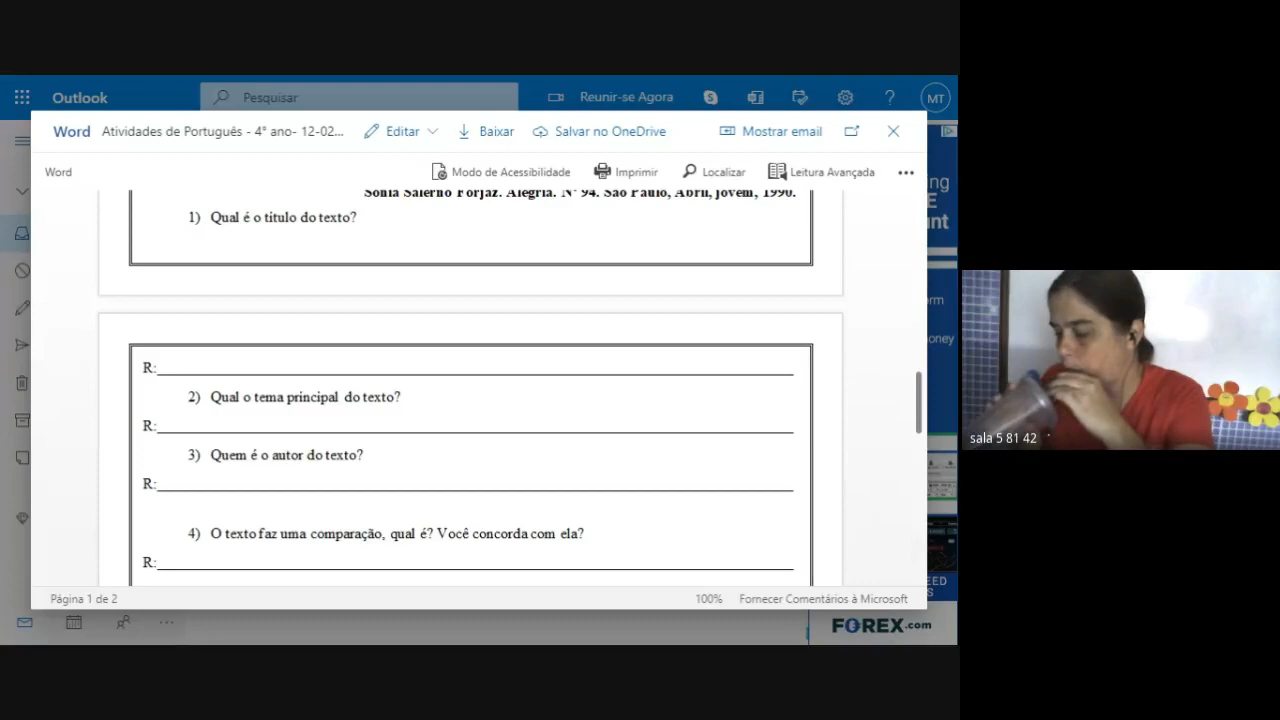 Outlook
Pesquisar
Reunir-se Agora
MT
Word Atividades de Português - 4° ano- 12-02... Editar Baixar Salvar no OneDrive Mostrar email
Word
Modo de Acessibilidade Imprimir Localizar Leitura Avançada
Sonia Salerno Forjaz. Alegria. N° 94. São Paulo, Abril, jovem, 1990.
1) Qual é o título do texto?
R:
2) Qual o tema principal do texto?
R:
3) Quem é o autor do texto?
R:
4) O texto faz uma comparação, qual é? Você concorda com ela?
R:
Página 1 de 2
100% Fornecer Comentários à Microsoft
FOREX.com
sala 5 81 42